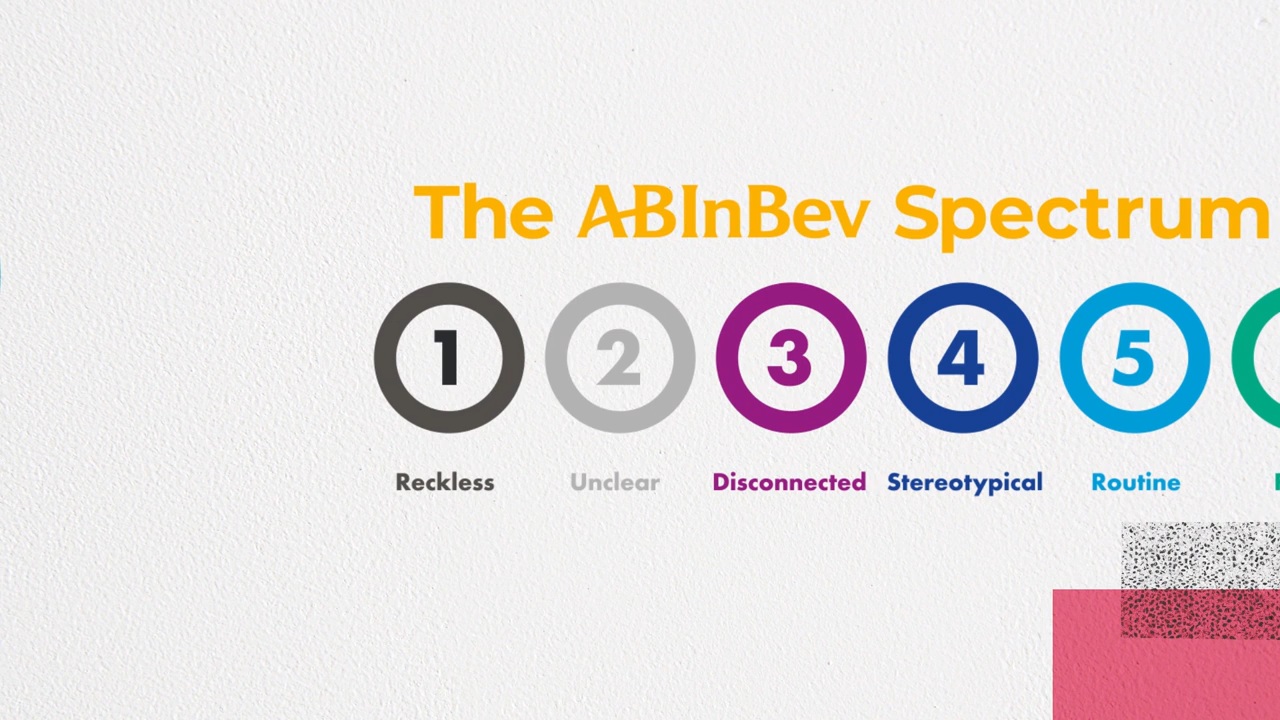 The ABInBev Spectrum
1 2 3 4 5
Reckless Unclear Disconnected Stereotypical Routine